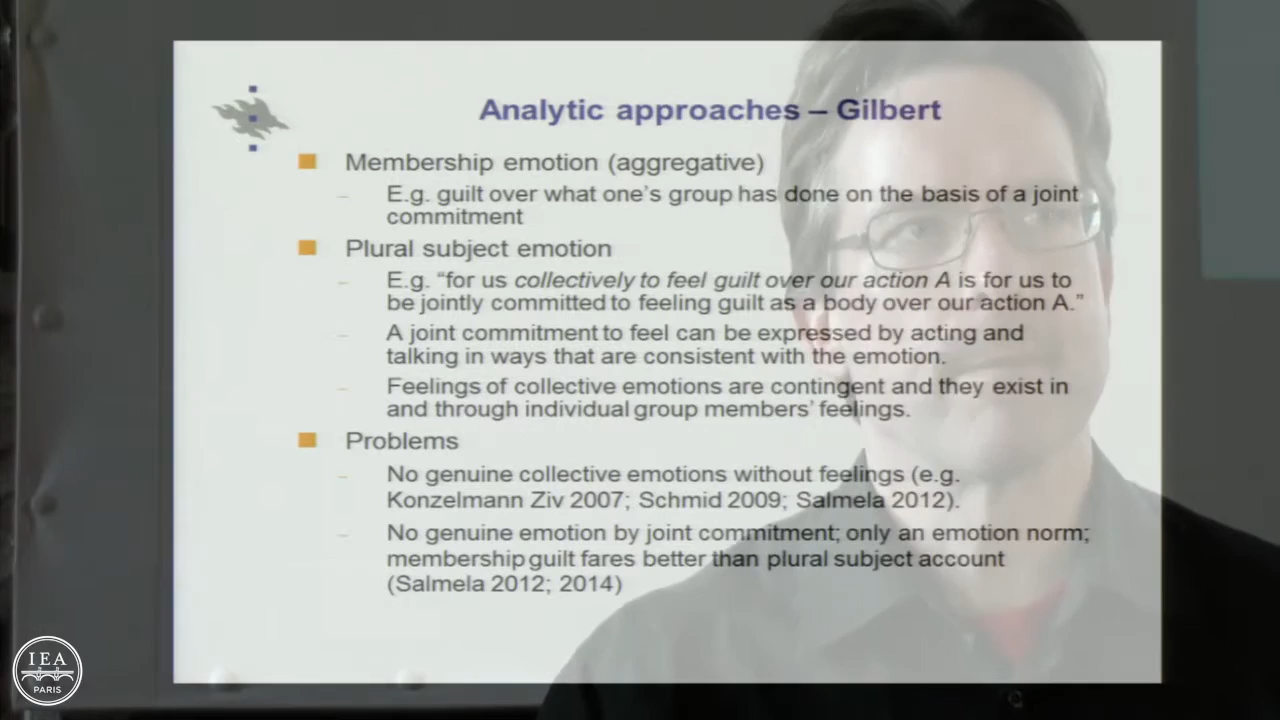 Analytic approaches – Gilbert
Membership emotion (aggregative)
– E.g. guilt over what one's group has done on the basis of a joint
commitment
Plural subject emotion
– E.g. "for us collectively to feel guilt over our action A is for us to
be jointly committed to feeling guilt as a body over our action A."
– A joint commitment to feel can be expressed by acting and
talking in ways that are consistent with the emotion.
– Feelings of collective emotions are contingent and they exist in
and through individual group members' feelings.
Problems
– No genuine collective emotions without feelings (e.g.
Konzelmann Ziv 2007; Schmid 2009; Salmela 2012).
– No genuine emotion by joint commitment; only an emotion norm;
membership guilt fares better than plural subject account
(Salmela 2012; 2014)
IEA
PARIS